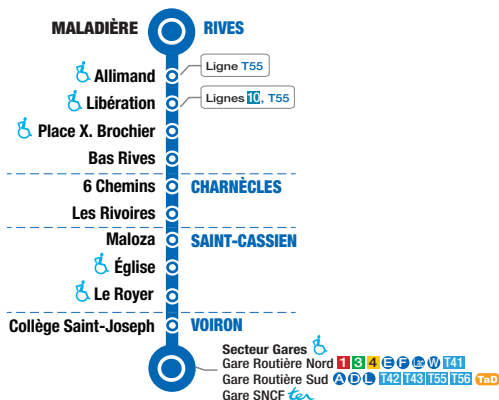 MALADIÈRE RIVES
Allimand Ligne T55
Libération Lignes 10, T55
Place X. Brochier
Bas Rives
6 Chemins CHARNÈCLES
Les Rivoires
Maloza SAINT-CASSIEN
Église
Le Royer
Collège Saint-Joseph VOIRON
Secteur Gares
Gare Routière Nord 1 3 4 E F Lac W T41
Gare Routière Sud A D L T42 T43 T55 T56 TaD
Gare SNCF ter